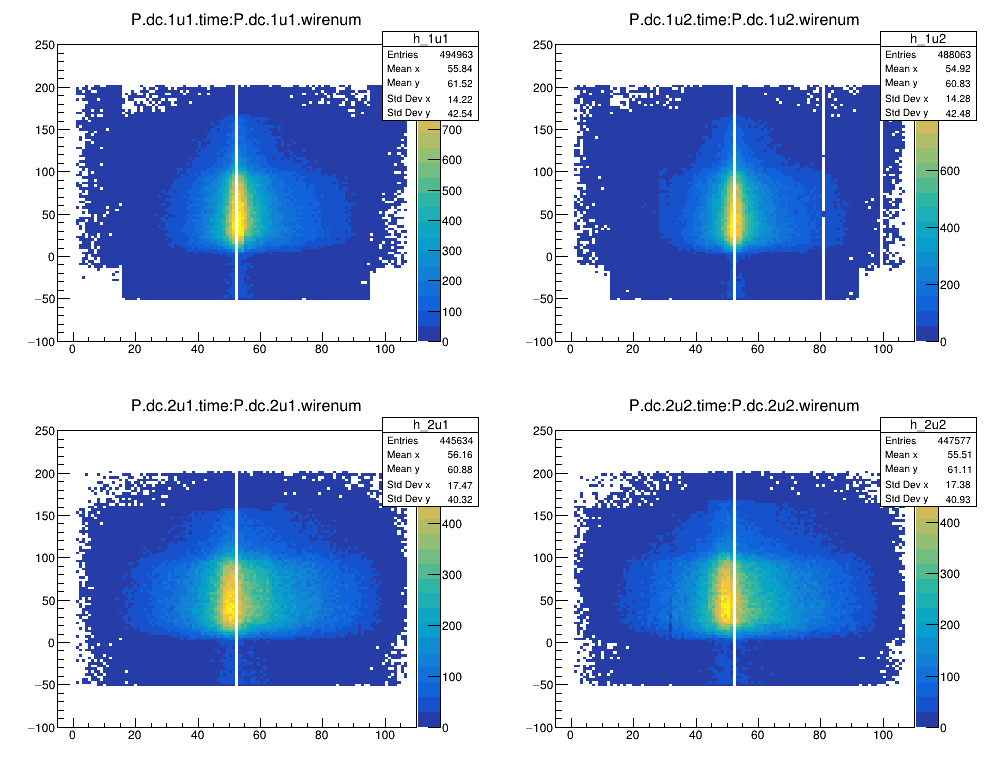 P.dc.1u1.time:P.dc.1u1.wirenum
h_1u1
Entries 494963
Mean x 55.84
Mean y 61.52
Std Dev x 14.22
Std Dev y 42.54
250
200
150
100
50
0
−50
−100
0 20 40 60 80 100
700
600
500
400
300
200
100
0
P.dc.1u2.time:P.dc.1u2.wirenum
h_1u2
Entries 488063
Mean x 54.92
Mean y 60.83
Std Dev x 14.28
Std Dev y 42.48
250
200
150
100
50
0
−50
−100
0 20 40 60 80 100
600
400
200
0
P.dc.2u1.time:P.dc.2u1.wirenum
h_2u1
Entries 445634
Mean x 56.16
Mean y 60.88
Std Dev x 17.47
Std Dev y 40.32
250
200
150
100
50
0
−50
−100
0 20 40 60 80 100
400
300
200
100
0
P.dc.2u2.time:P.dc.2u2.wirenum
h_2u2
Entries 447577
Mean x 55.51
Mean y 61.11
Std Dev x 17.38
Std Dev y 40.93
250
200
150
100
50
0
−50
−100
0 20 40 60 80 100
400
300
200
100
0